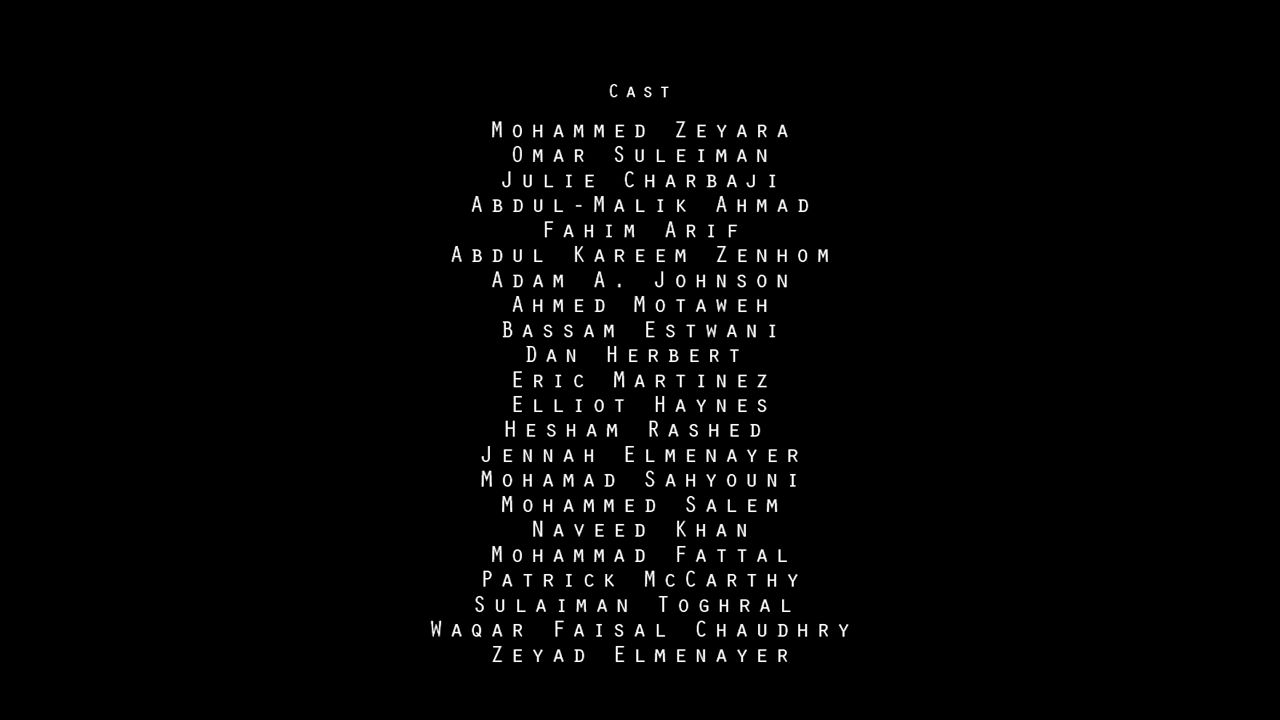 Cast
Mohammed Zeyara
Omar Suleiman
Julie Charbaji
Abdul-Malik Ahmad
Fahim Arif
Abdul Kareem Zenhom
Adam A. Johnson
Ahmed Motaweh
Bassam Estwani
Dan Herbert
Eric Martinez
Elliot Haynes
Hesham Rashed
Jennah Elmenayer
Mohamad Sahyouni
Mohammed Salem
Naveed Khan
Mohammad Fattal
Patrick McCarthy
Sulaiman Toghral
Waqar Faisal Chaudhry
Zeyad Elmenayer